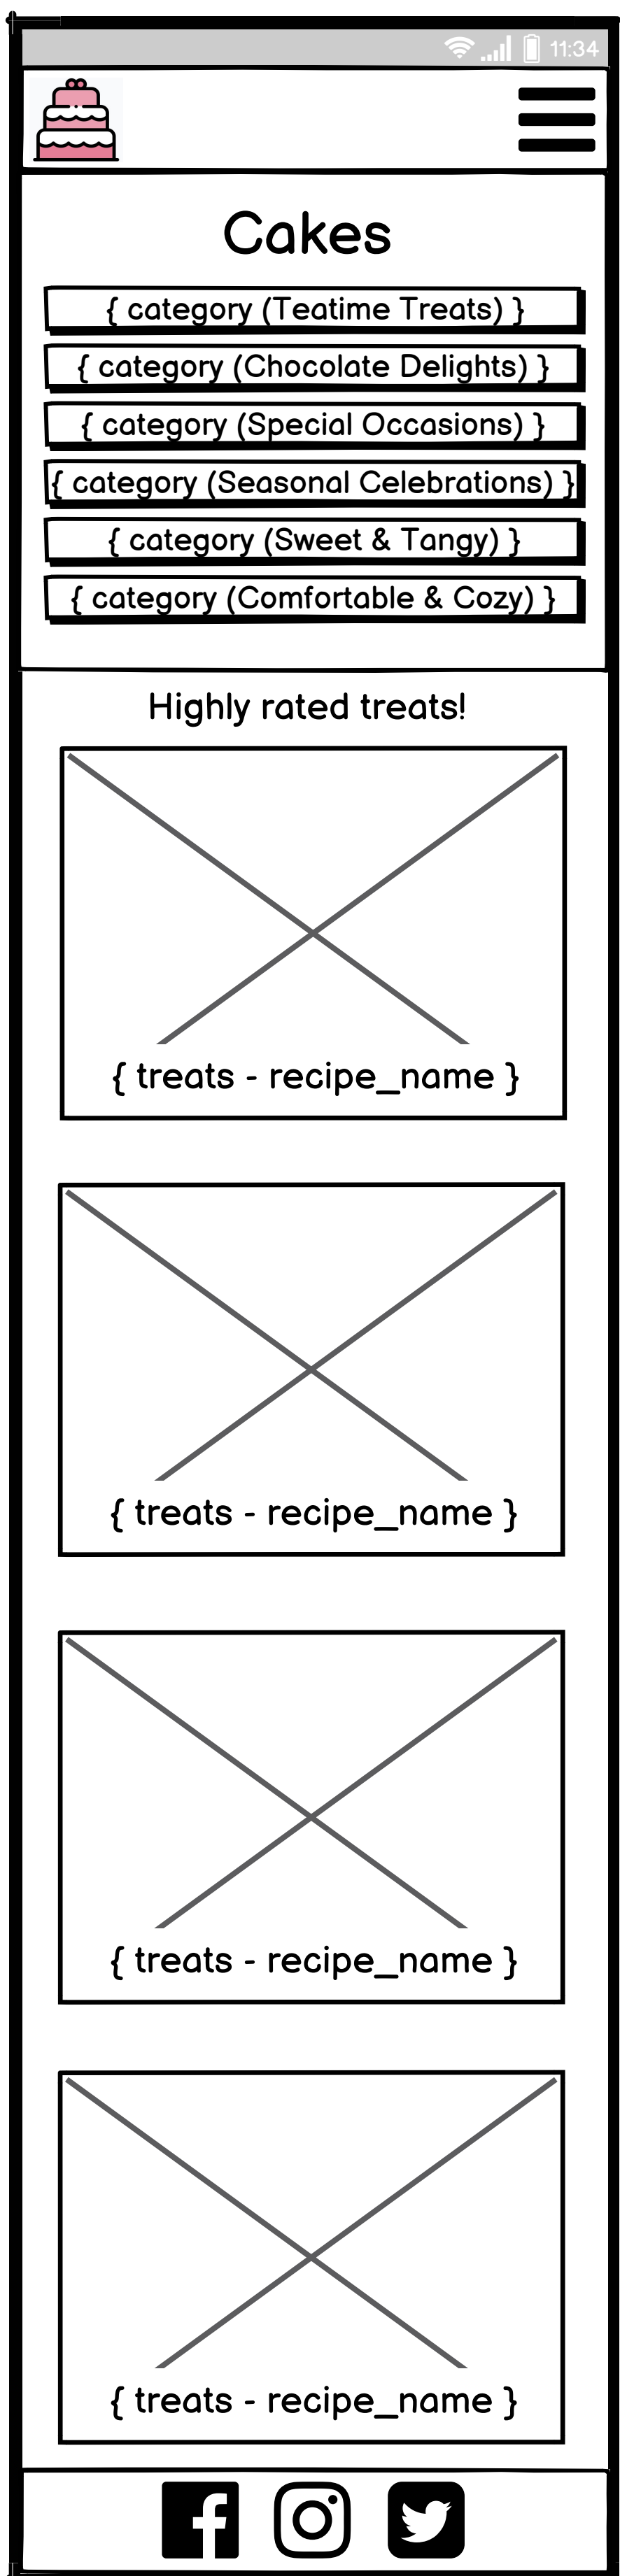 11:34
Cakes
{ category (Teatime Treats) }
{ category (Chocolate Delights) }
{ category (Special Occasions) }
{ category (Seasonal Celebrations) }
{ category (Sweet & Tangy) }
{ category (Comfortable & Cozy) }
Highly rated treats!
{ treats - recipe_name }
{ treats - recipe_name }
{ treats - recipe_name }
{ treats - recipe_name }